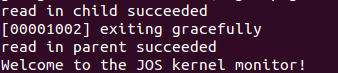 read in child succeeded
[00001002] exiting gracefully
read in parent succeeded
Welcome to the JOS kernel monitor!